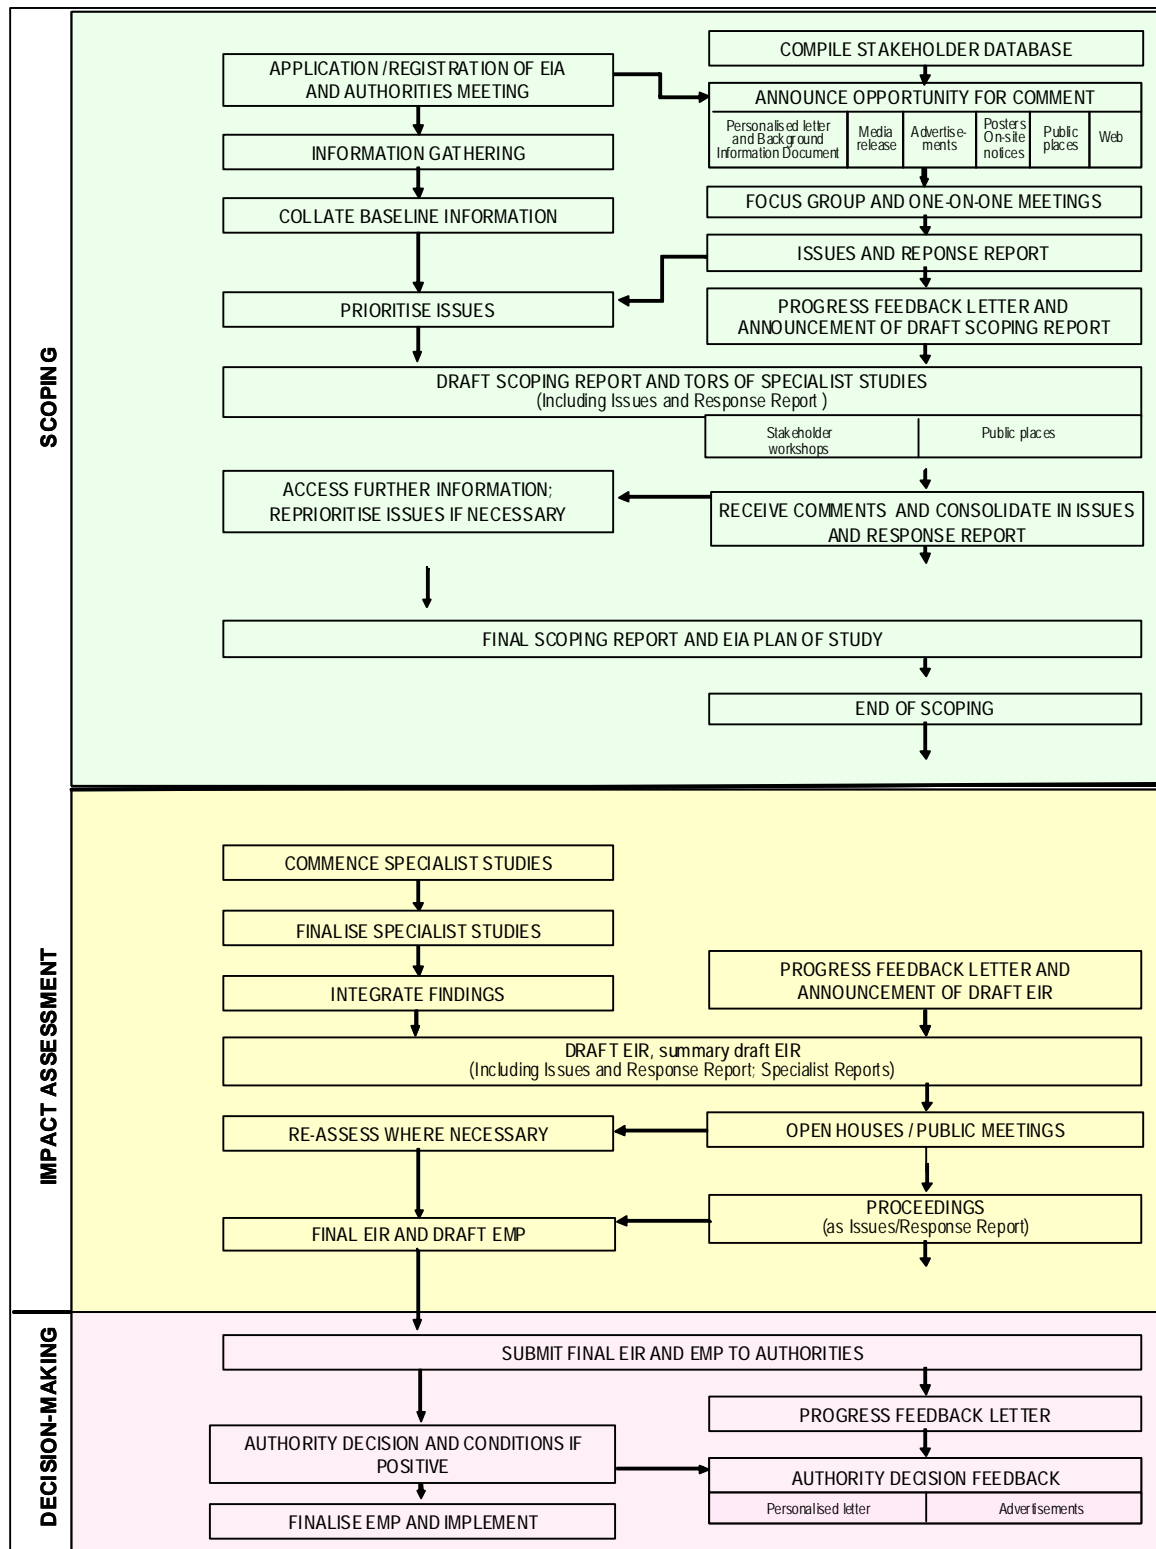 SCOPING
COMPILE STAKEHOLDER DATABASE
APPLICATION /REGISTRATION OF EIA
AND AUTHORITIES MEETING
ANNOUNCE OPPORTUNITY FOR COMMENT
Personalised letter
and Background
Information Document
Media
release
Advertise-
ments
Posters
On-site
notices
Public
places
Web
INFORMATION GATHERING
FOCUS GROUP AND ONE-ON-ONE MEETINGS
COLLATE BASELINE INFORMATION
ISSUES AND REPONSE REPORT
PRIORITISE ISSUES
PROGRESS FEEDBACK LETTER AND
ANNOUNCEMENT OF DRAFT SCOPING REPORT
DRAFT SCOPING REPORT AND TORS OF SPECIALIST STUDIES
(Including Issues and Response Report )
Stakeholder
workshops
Public places
ACCESS FURTHER INFORMATION;
REPRIORITISE ISSUES IF NECESSARY
RECEIVE COMMENTS AND CONSOLIDATE IN ISSUES
AND RESPONSE REPORT
FINAL SCOPING REPORT AND EIA PLAN OF STUDY
END OF SCOPING
IMPACT ASSESSMENT
COMMENCE SPECIALIST STUDIES
FINALISE SPECIALIST STUDIES
INTEGRATE FINDINGS
PROGRESS FEEDBACK LETTER AND
ANNOUNCEMENT OF DRAFT EIR
DRAFT EIR, summary draft EIR
(Including Issues and Response Report; Specialist Reports)
RE-ASSESS WHERE NECESSARY
OPEN HOUSES / PUBLIC MEETINGS
FINAL EIR AND DRAFT EMP
PROCEEDINGS
(as Issues/Response Report)
DECISION-MAKING
SUBMIT FINAL EIR AND EMP TO AUTHORITIES
PROGRESS FEEDBACK LETTER
AUTHORITY DECISION AND CONDITIONS IF
POSITIVE
AUTHORITY DECISION FEEDBACK
Personalised letter
Advertisements
FINALISE EMP AND IMPLEMENT